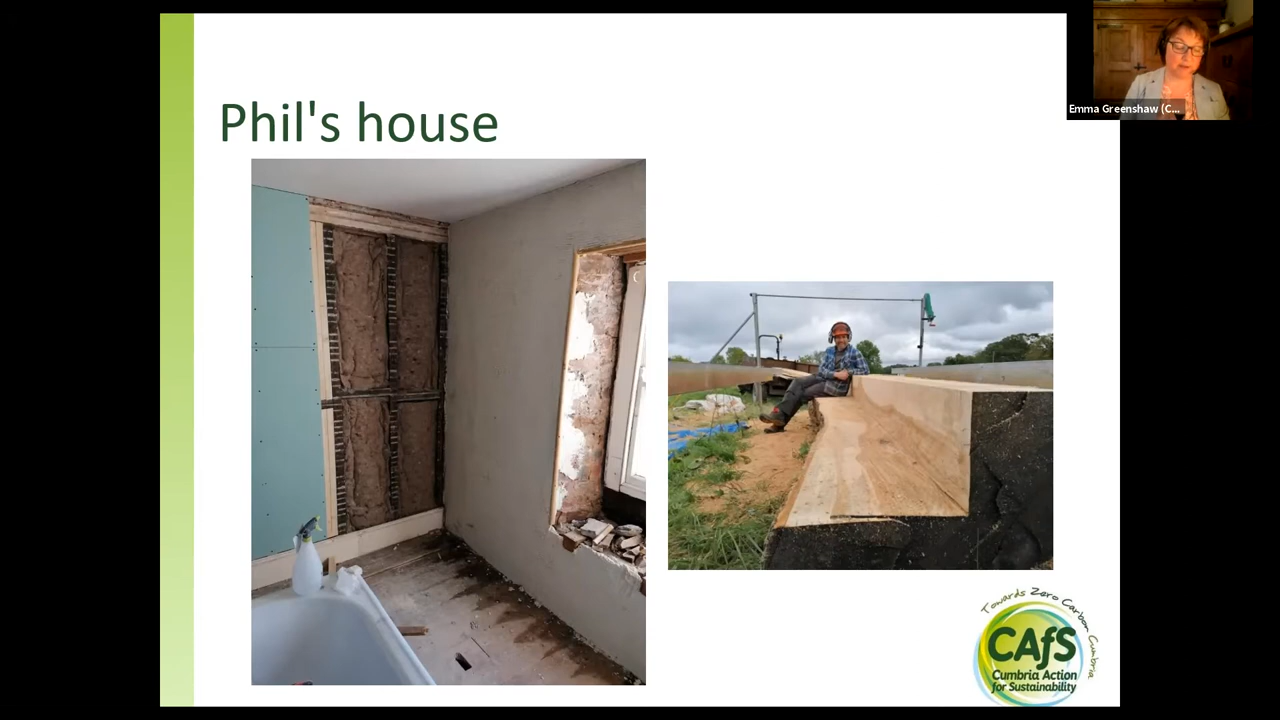 Phil's house
Emma Greenshaw (C...
Towards Zero Carbon Cumbria
CAfS
Cumbria Action
for Sustainability